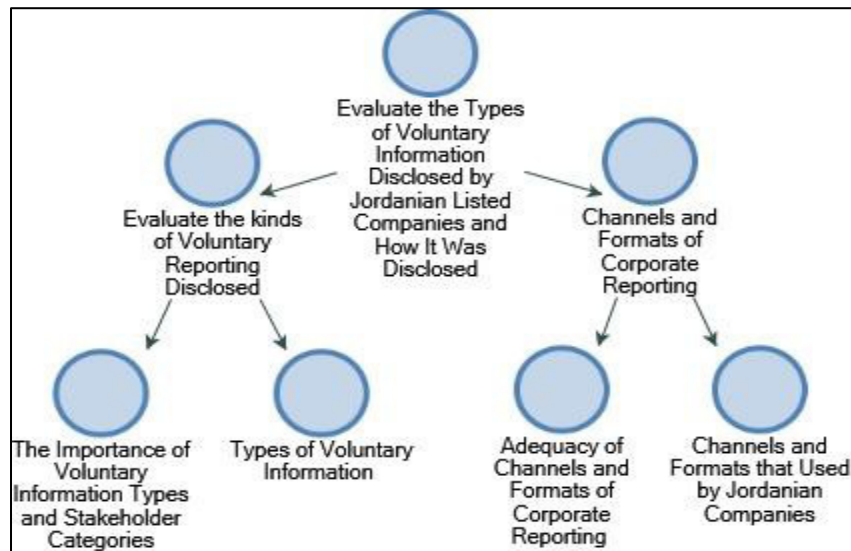 Evaluate the Types
of Voluntary
Information
Disclosed by
Jordanian Listed
Companies and
How It Was
Disclosed
Evaluate the kinds
of Voluntary
Reporting
Disclosed
Channels and
Formats of
Corporate
Reporting
The Importance of
Voluntary
Information Types
and Stakeholder
Categories
Types of Voluntary
Information
Adequacy of
Channels and
Formats of
Corporate
Reporting
Channels and
Formats that Used
by Jordanian
Companies